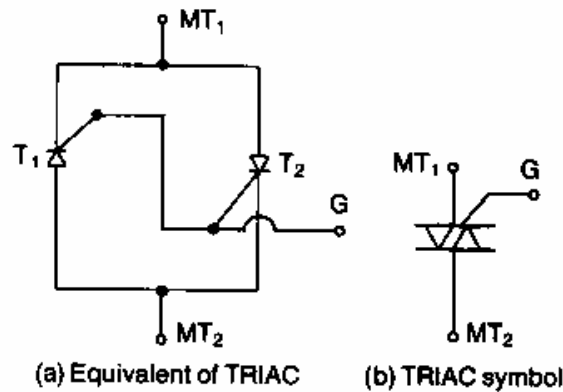 MT₁
T₁
T₂
G
MT₂
(a) Equivalent of TRIAC
MT₁
G
MT₂
(b) TRIAC symbol